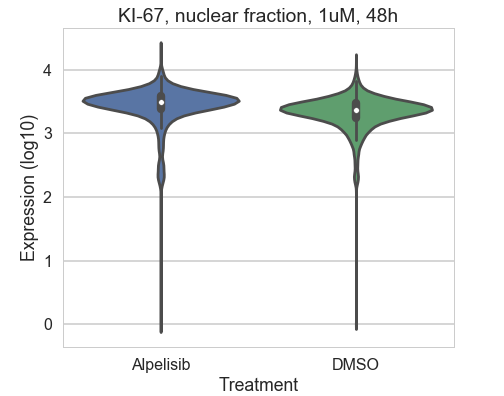 KI-67, nuclear fraction, 1uM, 48h
Expression (log10)
4
3
2
1
0
Alpelisib DMSO
Treatment